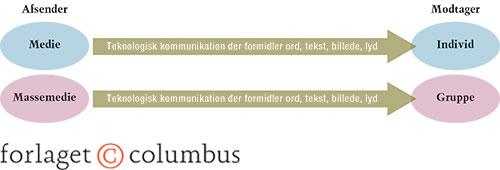 Afsender Modtager
Medie Teknologisk kommunikation der formidler ord, tekst, billede, lyd Individ
Massemedie Teknologisk kommunikation der formidler ord, tekst, billede, lyd Gruppe
forlaget © columbus